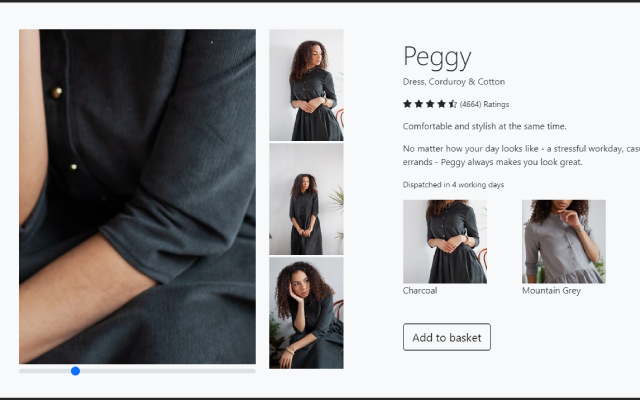 Peggy
Dress, Corduroy & Cotton
(4664) Ratings
Comfortable and stylish at the same time.
No matter how your day looks like - a stressful workday,
errands - Peggy always makes you look great.
Dispatched in 4 working days
Charcoal
Mountain Grey
Add to basket